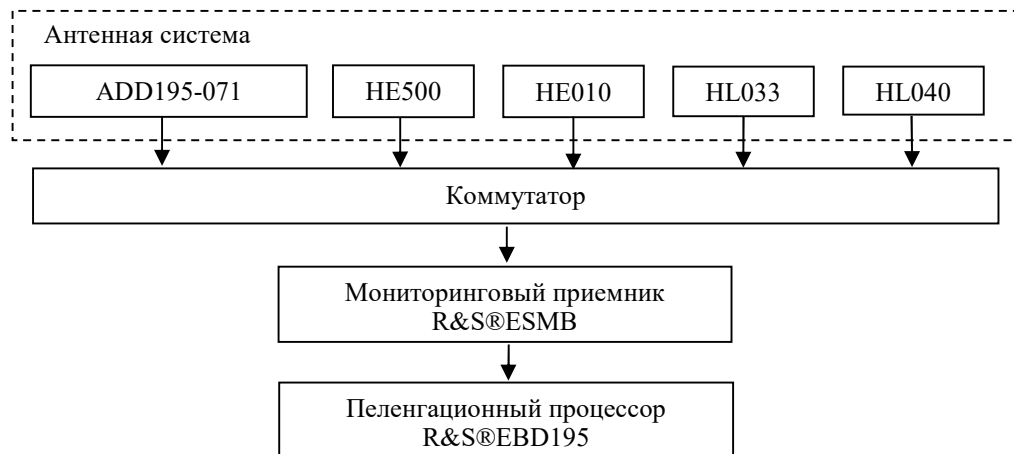 Антенная система
ADD195-071 HE500 HE010 HL033 HL040
Коммутатор
Мониторинговый приемник
R&S®ESMB
Пеленгационный процессор
R&S®EBD195